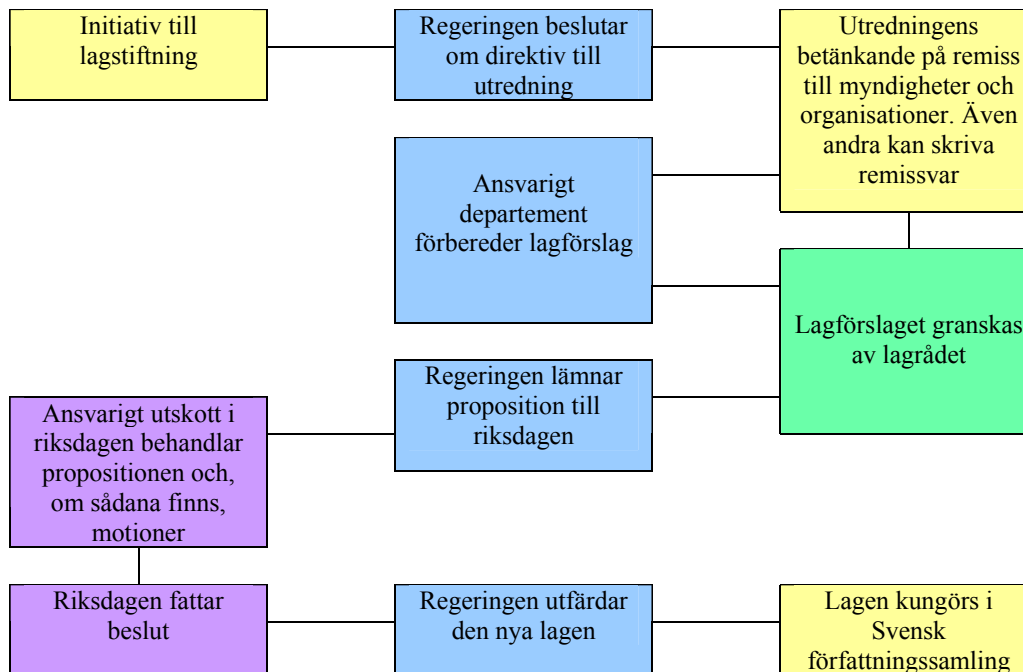 Initiativ till
lagstiftning
Regeringen beslutar
om direktiv till
utredning
Utredningens
betänkande på remiss
till myndigheter och
organisationer. Även
andra kan skriva
remissvar
Ansvarigt
departement
förbereder lagförslag
Lagförslaget granskas
av lagrådet
Regeringen lämnar
proposition till
riksdagen
Ansvarigt utskott i
riksdagen behandlar
propositionen och,
om sådana finns,
motioner
Riksdagen fattar
beslut
Regeringen utfärdar
den nya lagen
Lagen kungörs i
Svensk
författningssamling